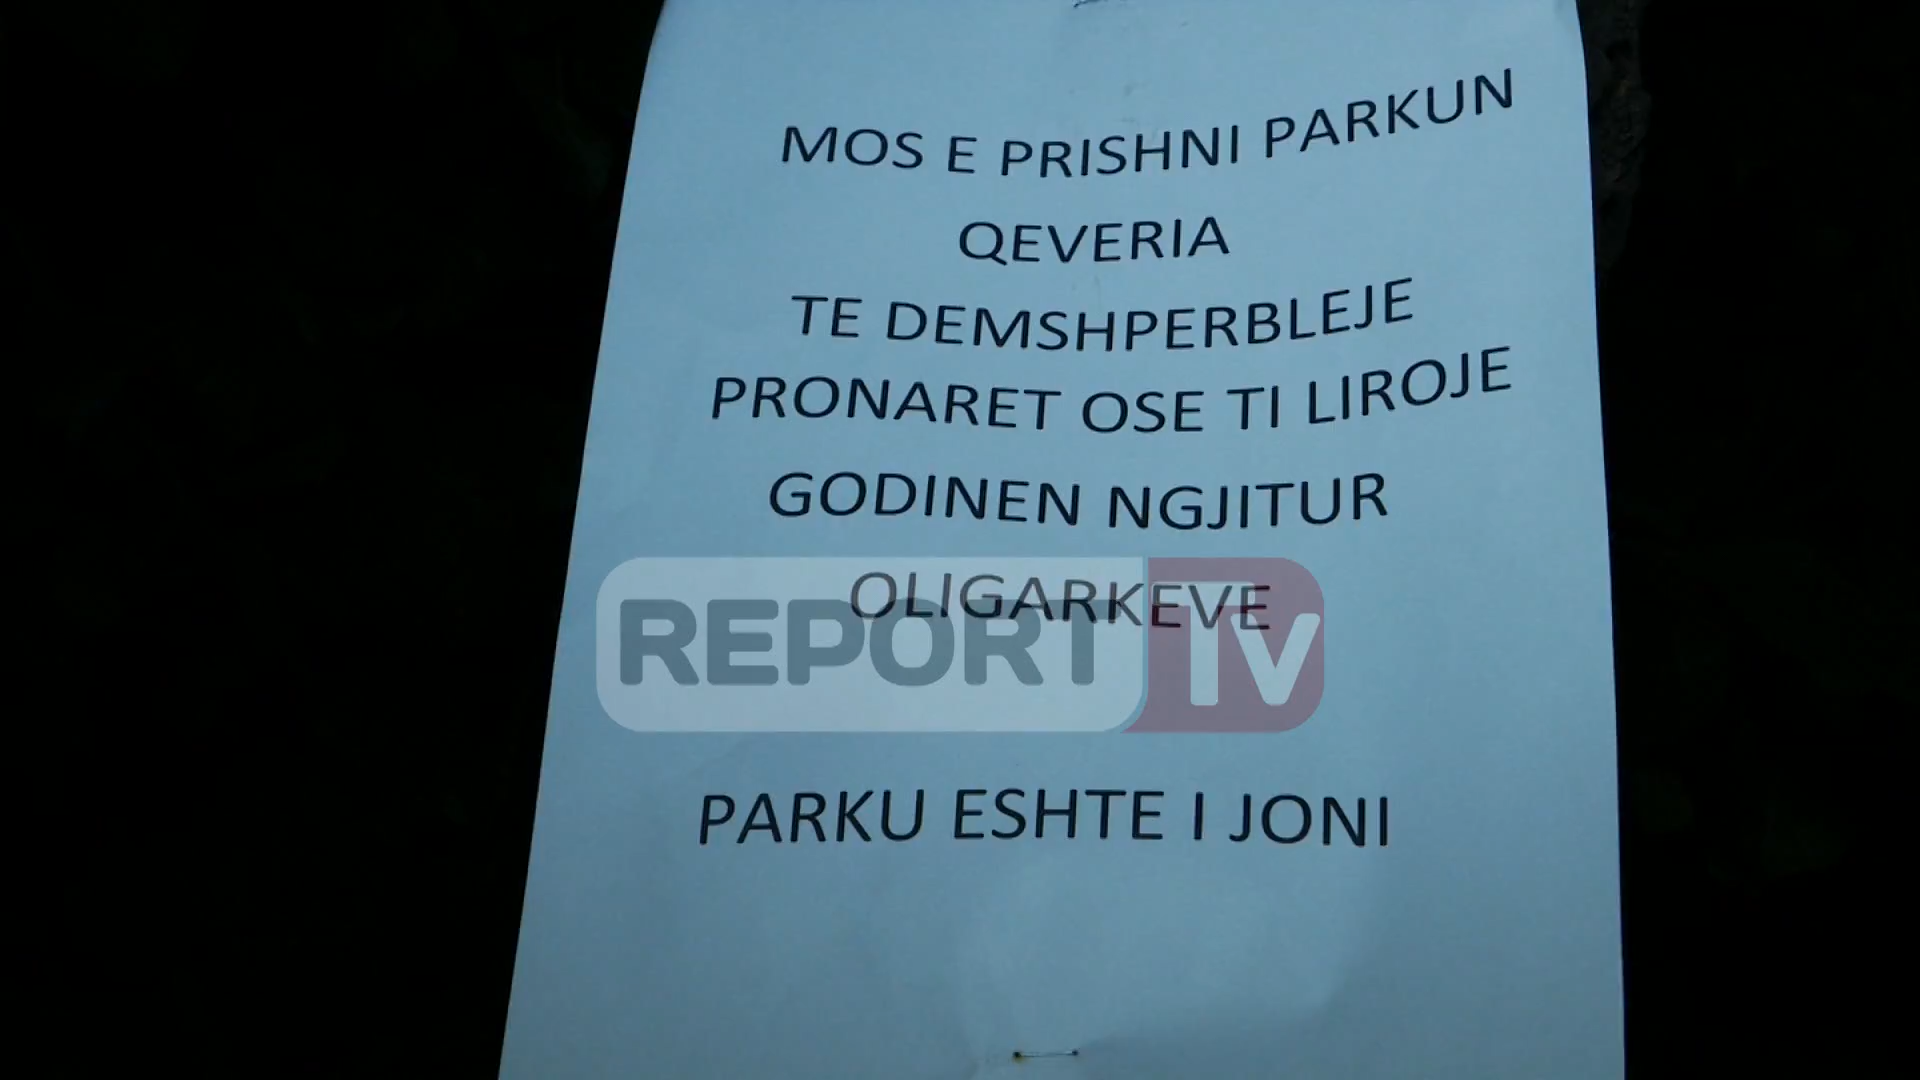 MOS E PRISHNI PARKUN
QEVERIA
TE DEMSHPERBLEJE
PRONARET OSE TI LIROJE
GODINEN NGJITUR
OLIGARKEVE
REPORT TV
PARKU ESHTE I JONI